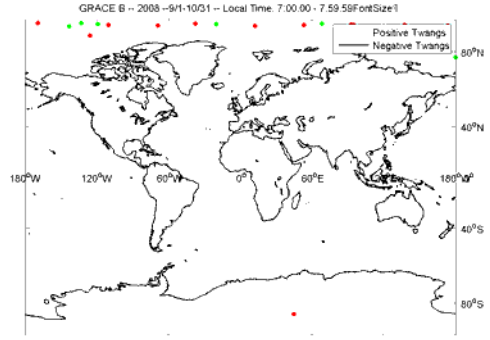 GRACE B -- 2008 --9/1-10/31 -- Local Time: 7:00.00 - 7.59.59FontSize
Positive Twangs
Negative Twangs
80°N
40°N
180°W 120°W 60°W 0° 60°E 120°E 180°W
40°S
80°S